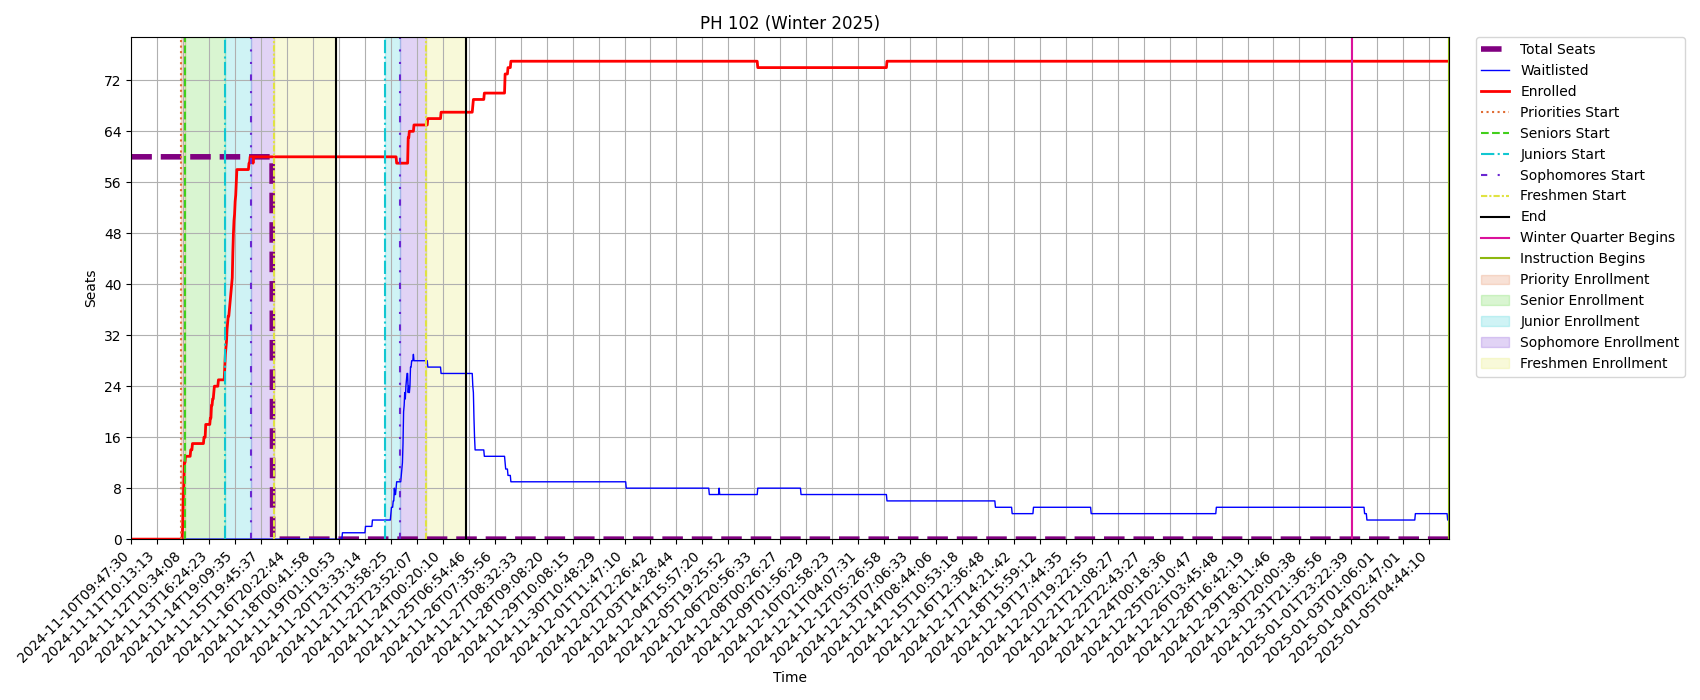 PH 102 (Winter 2025)
Seats
72
64
56
48
40
32
24
16
8
0
2024-11-10T09:47:30
2024-11-11T10:13:13
2024-11-12T10:34:08
2024-11-13T16:24:23
2024-11-14T19:09:35
2024-11-15T19:45:37
2024-11-16T20:22:44
2024-11-18T00:41:58
2024-11-19T01:10:53
2024-11-20T13:33:14
2024-11-21T13:58:25
2024-11-22T23:52:07
2024-11-24T00:20:10
2024-11-25T06:54:46
2024-11-26T07:35:56
2024-11-27T08:32:33
2024-11-28T09:08:20
2024-11-29T10:08:15
2024-11-30T10:48:29
2024-12-01T11:47:10
2024-12-02T12:26:42
2024-12-03T14:28:44
2024-12-04T15:57:20
2024-12-05T19:25:52
2024-12-06T20:56:33
2024-12-08T00:26:27
2024-12-09T01:56:29
2024-12-10T02:58:23
2024-12-11T04:07:31
2024-12-12T05:26:58
2024-12-13T07:06:33
2024-12-14T08:44:06
2024-12-15T10:53:18
2024-12-16T12:36:48
2024-12-17T14:21:42
2024-12-18T15:59:12
2024-12-19T17:44:35
2024-12-20T19:22:55
2024-12-21T21:08:27
2024-12-22T22:43:27
2024-12-24T00:18:36
2024-12-25T02:10:47
2024-12-26T03:45:48
2024-12-28T16:42:19
2024-12-29T18:11:46
2024-12-30T20:00:38
2024-12-31T21:36:56
2025-01-01T23:22:39
2025-01-03T01:06:01
2025-01-04T02:47:01
2025-01-05T04:44:10
Time
Total Seats
Waitlisted
Enrolled
Priorities Start
Seniors Start
Juniors Start
Sophomores Start
Freshmen Start
End
Winter Quarter Begins
Instruction Begins
Priority Enrollment
Senior Enrollment
Junior Enrollment
Sophomore Enrollment
Freshmen Enrollment